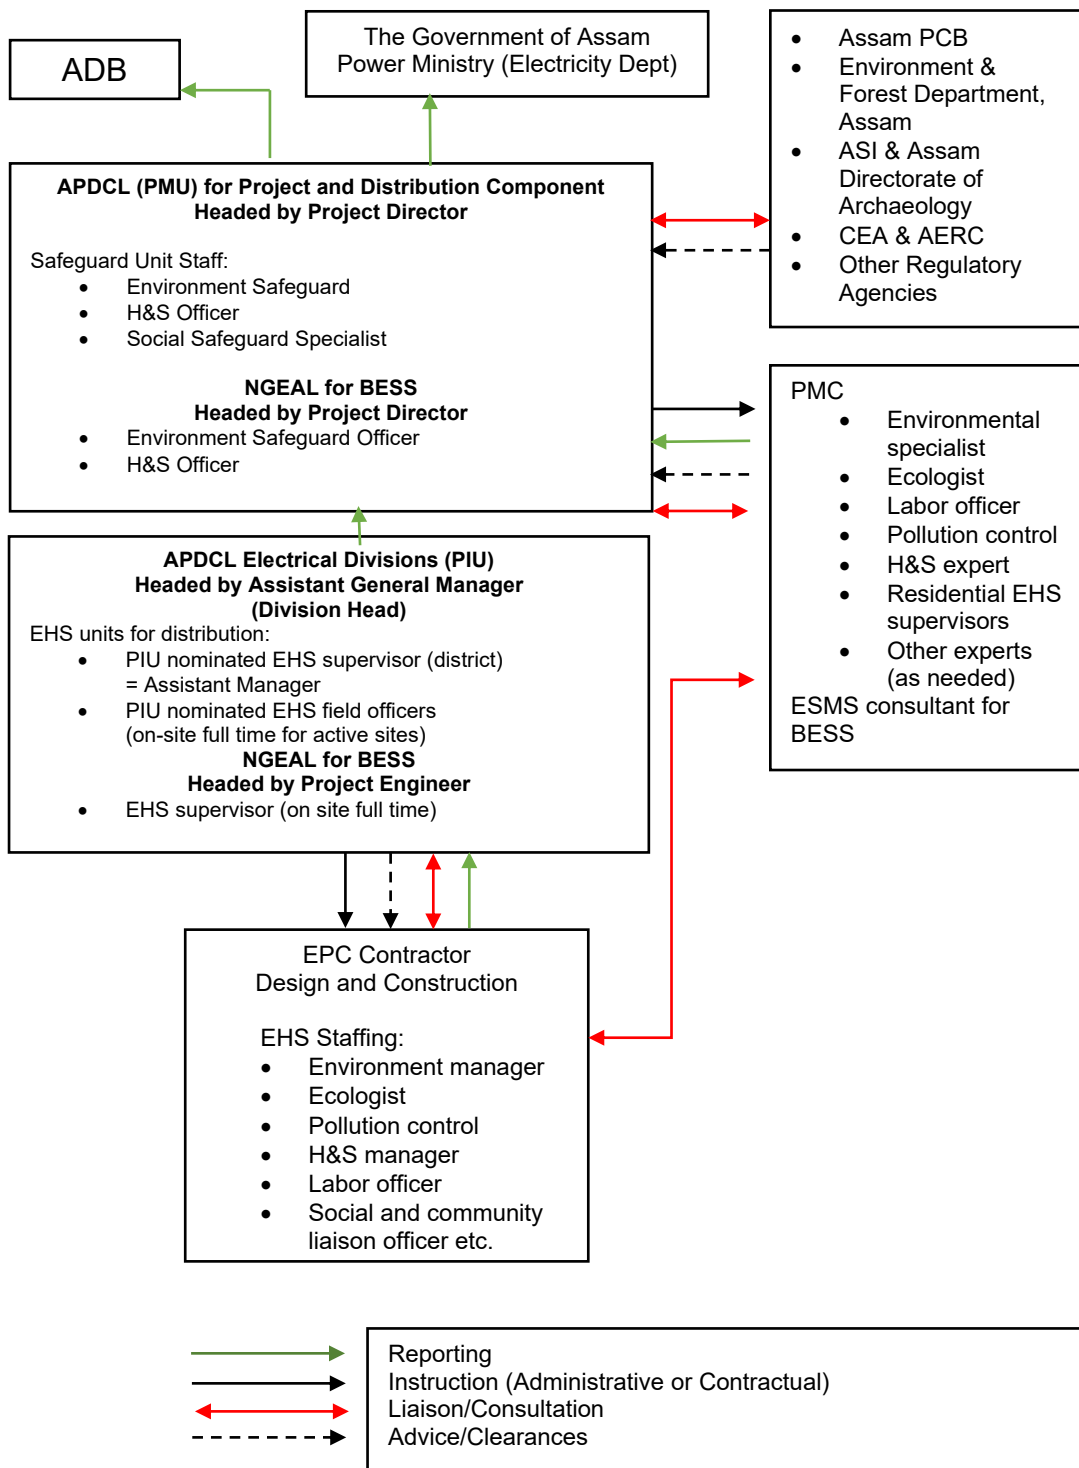 ADB
The Government of Assam
Power Ministry (Electricity Dept)
• Assam PCB
• Environment &
Forest Department,
Assam
• ASI & Assam
Directorate of
Archaeology
• CEA & AERC
• Other Regulatory
Agencies
APDCL (PMU) for Project and Distribution Component
Headed by Project Director
Safeguard Unit Staff:
• Environment Safeguard
• H&S Officer
• Social Safeguard Specialist
NGEAL for BESS
Headed by Project Director
• Environment Safeguard Officer
• H&S Officer
PMC
• Environmental
specialist
• Ecologist
• Labor officer
• Pollution control
• H&S expert
• Residential EHS
supervisors
• Other experts
(as needed)
ESMS consultant for
BESS
APDCL Electrical Divisions (PIU)
Headed by Assistant General Manager
(Division Head)
EHS units for distribution:
• PIU nominated EHS supervisor (district)
= Assistant Manager
• PIU nominated EHS field officers
(on-site full time for active sites)
NGEAL for BESS
Headed by Project Engineer
• EHS supervisor (on site full time)
EPC Contractor
Design and Construction
EHS Staffing:
• Environment manager
• Ecologist
• Pollution control
• H&S manager
• Labor officer
• Social and community
liaison officer etc.
Reporting
Instruction (Administrative or Contractual)
Liaison/Consultation
Advice/Clearances